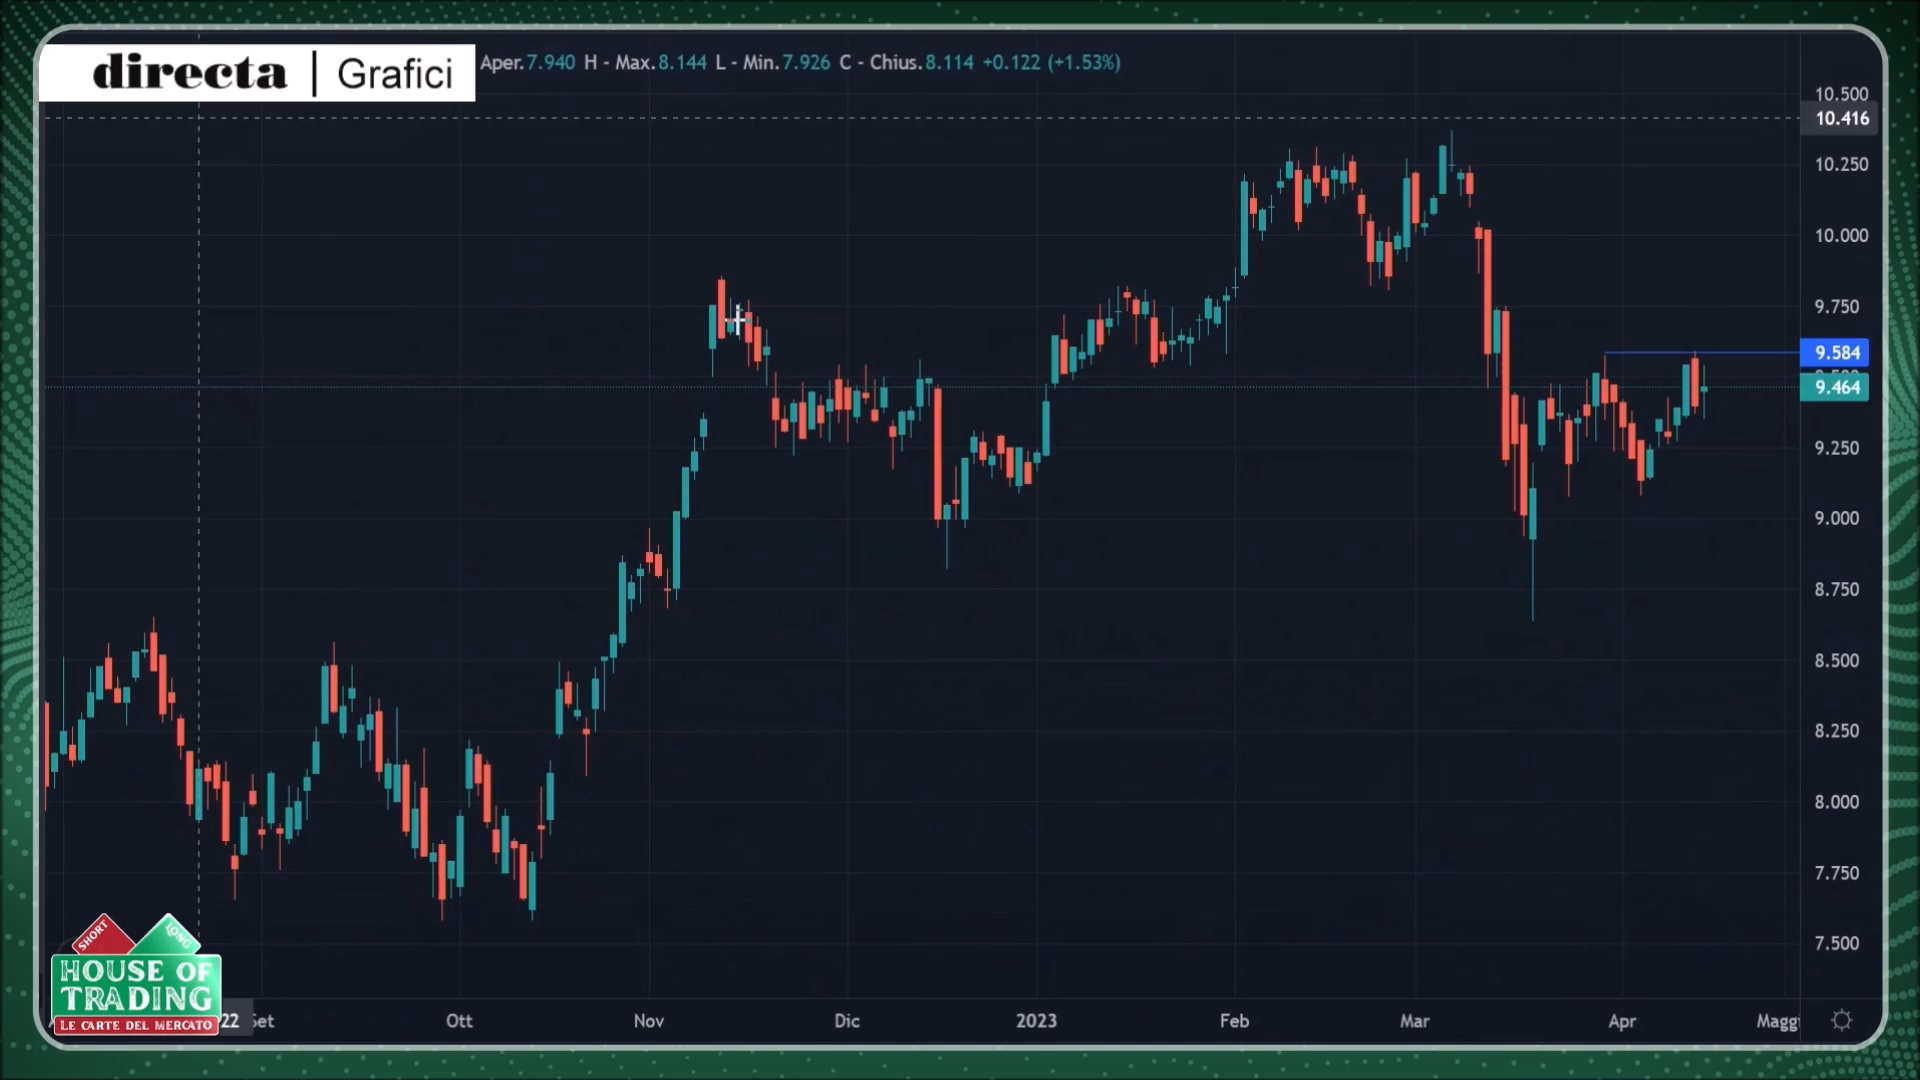 directa | Grafici
Aper.7.940 H - Max.8.144 L - Min.7.926 C - Chius.8.114 +0.122 (+1.53%)
10.500
10.416
10.250
10.000
9.750
9.584
9.464
9.250
9.000
8.750
8.500
8.250
8.000
7.750
7.500
SHORT
LONG
HOUSE OF
TRADING
LE CARTE DEL MERCATO
22 Set Ott Nov Dic 2023 Feb Mar Apr Magg